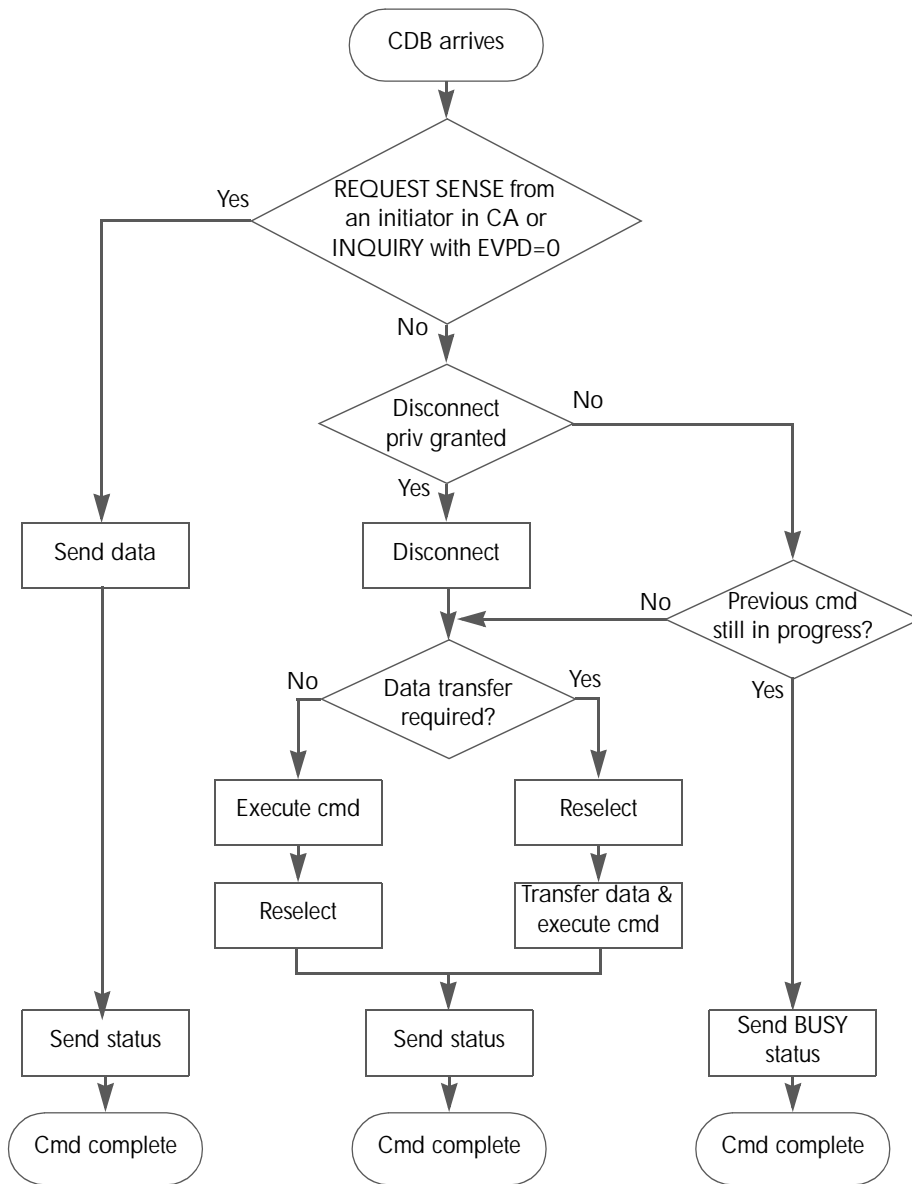 CDB arrives
Yes
REQUEST SENSE from
an initiator in CA or
INQUIRY with EVPD=0
No
Disconnect
priv granted
No
Yes
Send data
Disconnect
No
Previous cmd
still in progress?
No
Data transfer
required?
Yes
Yes
Execute cmd
Reselect
Reselect
Transfer data &
execute cmd
Send status
Send status
Send BUSY
status
Cmd complete
Cmd complete
Cmd complete